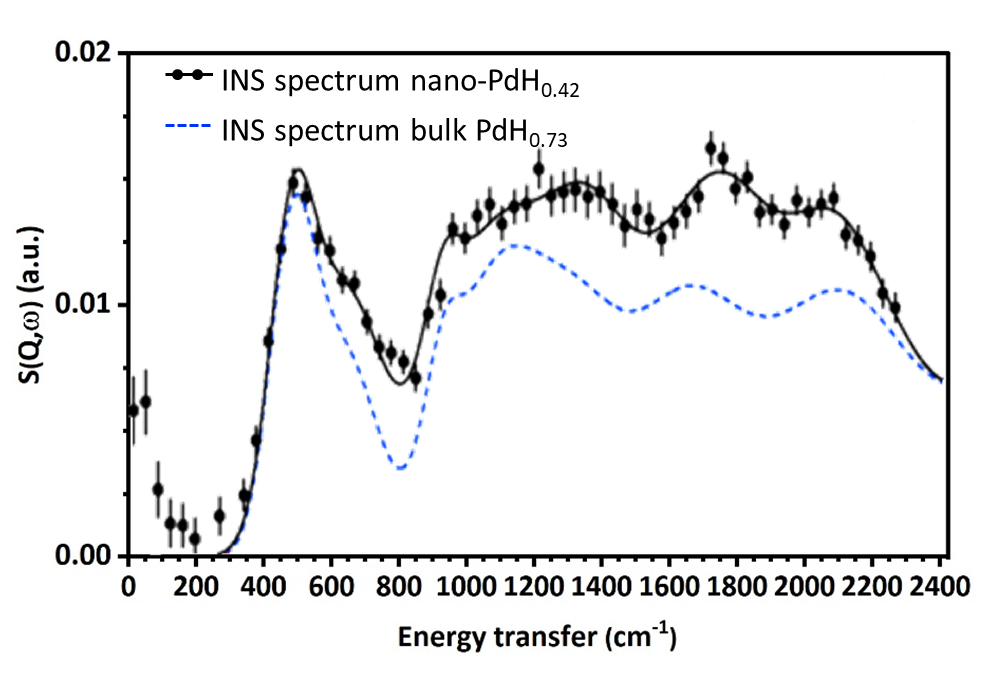 0.02
INS spectrum nano-PdH0.42
INS spectrum bulk PdH0.73
0.01
0.00
S(Q,ω) (a.u.)
0 200 400 600 800 1000 1200 1400 1600 1800 2000 2200 2400
Energy transfer (cm-1)